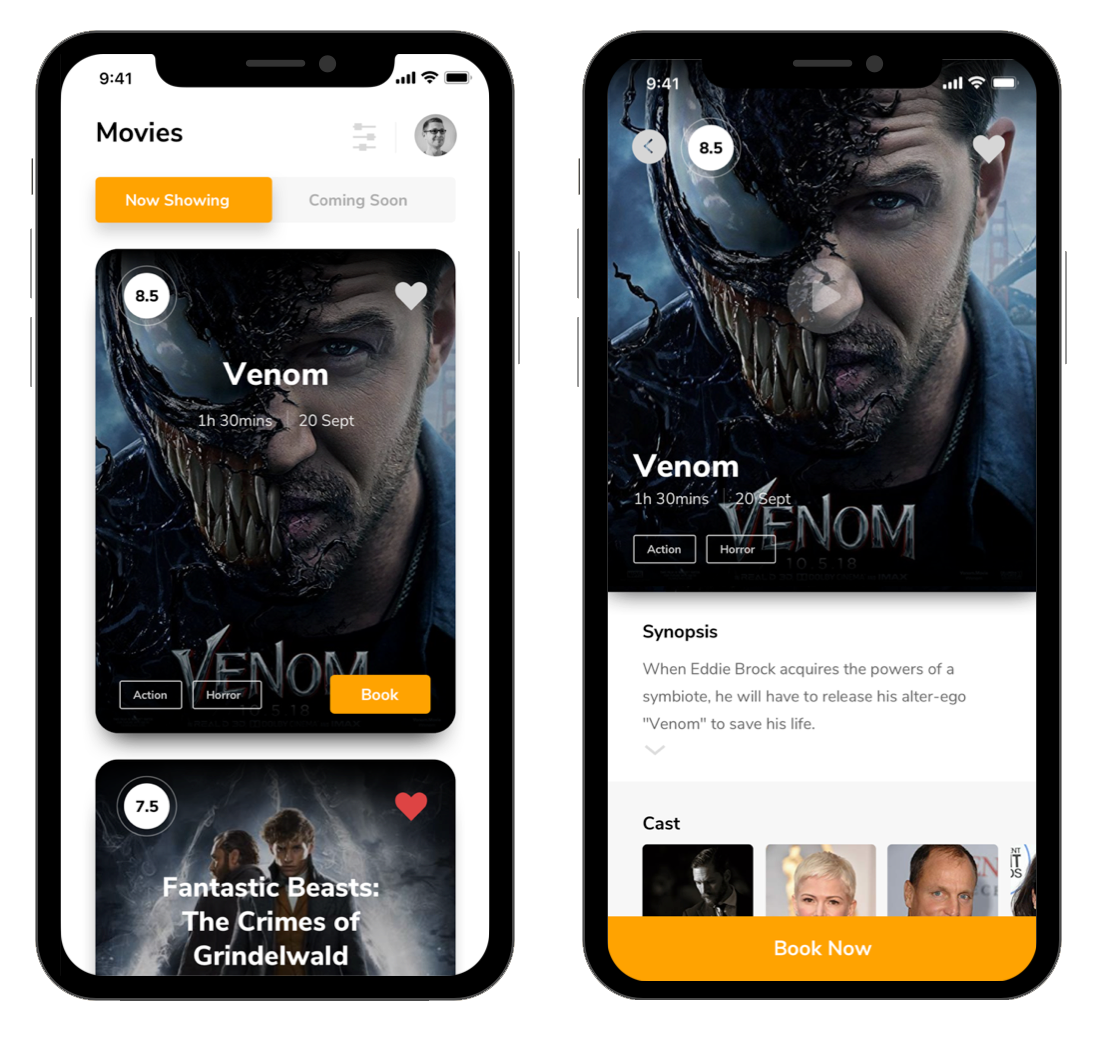 9:41
Movies
Now Showing
Coming Soon
8.5
Venom
1h 30mins
20 Sept
VENOM
10.5.18
Action
Horror
Book
7.5
Fantastic Beasts:
The Crimes of
Grindelwald
9:41
8.5
Venom
1h 30mins
20 Sept
VENOM
Action
Horror
10.5.18
Synopsis
When Eddie Brock acquires the powers of a
symbiote, he will have to release his alter-ego
"Venom" to save his life.
Cast
Book Now